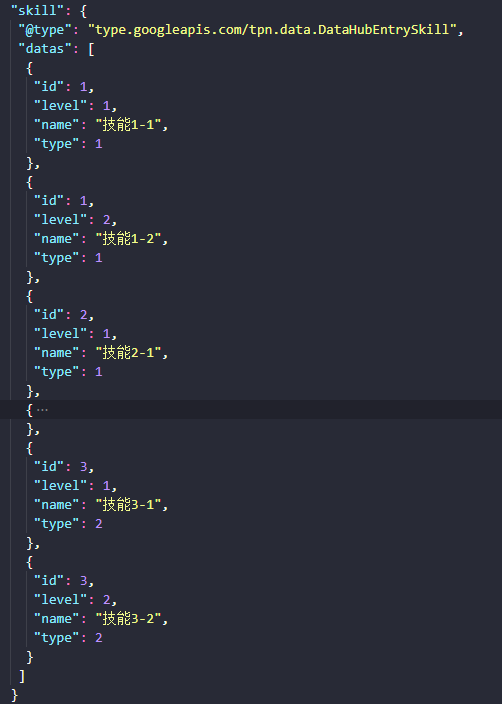 "skill": {
"@type": "type.googleapis.com/tpn.data.DataHubEntrySkill",
"datas": [
{
"id": 1,
"level": 1,
"name": "技能1-1",
"type": 1
},
{
"id": 1,
"level": 2,
"name": "技能1-2",
"type": 1
},
{
"id": 2,
"level": 1,
"name": "技能2-1",
"type": 1
},
{ ···
},
{
"id": 3,
"level": 1,
"name": "技能3-1",
"type": 2
},
{
"id": 3,
"level": 2,
"name": "技能3-2",
"type": 2
}
]
}